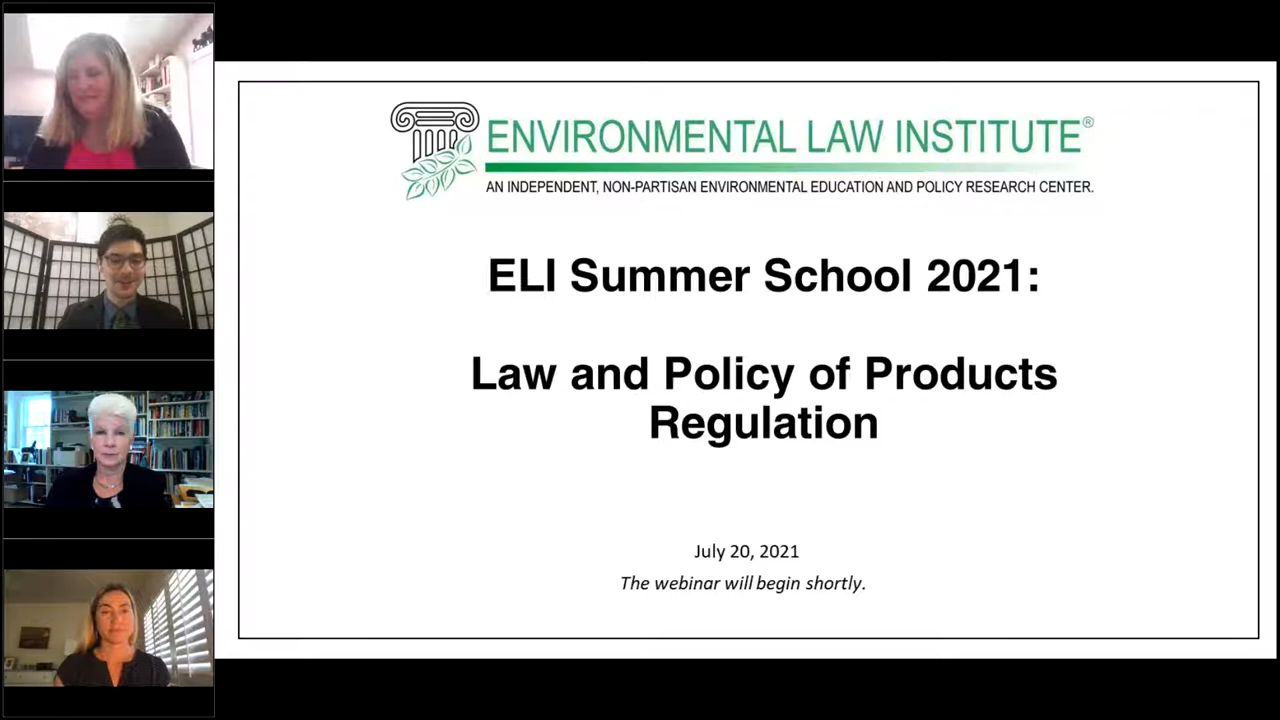 ENVIRONMENTAL LAW INSTITUTE®
AN INDEPENDENT, NON-PARTISAN ENVIRONMENTAL EDUCATION AND POLICY RESEARCH CENTER.
ELI Summer School 2021:
Law and Policy of Products
Regulation
July 20, 2021
The webinar will begin shortly.